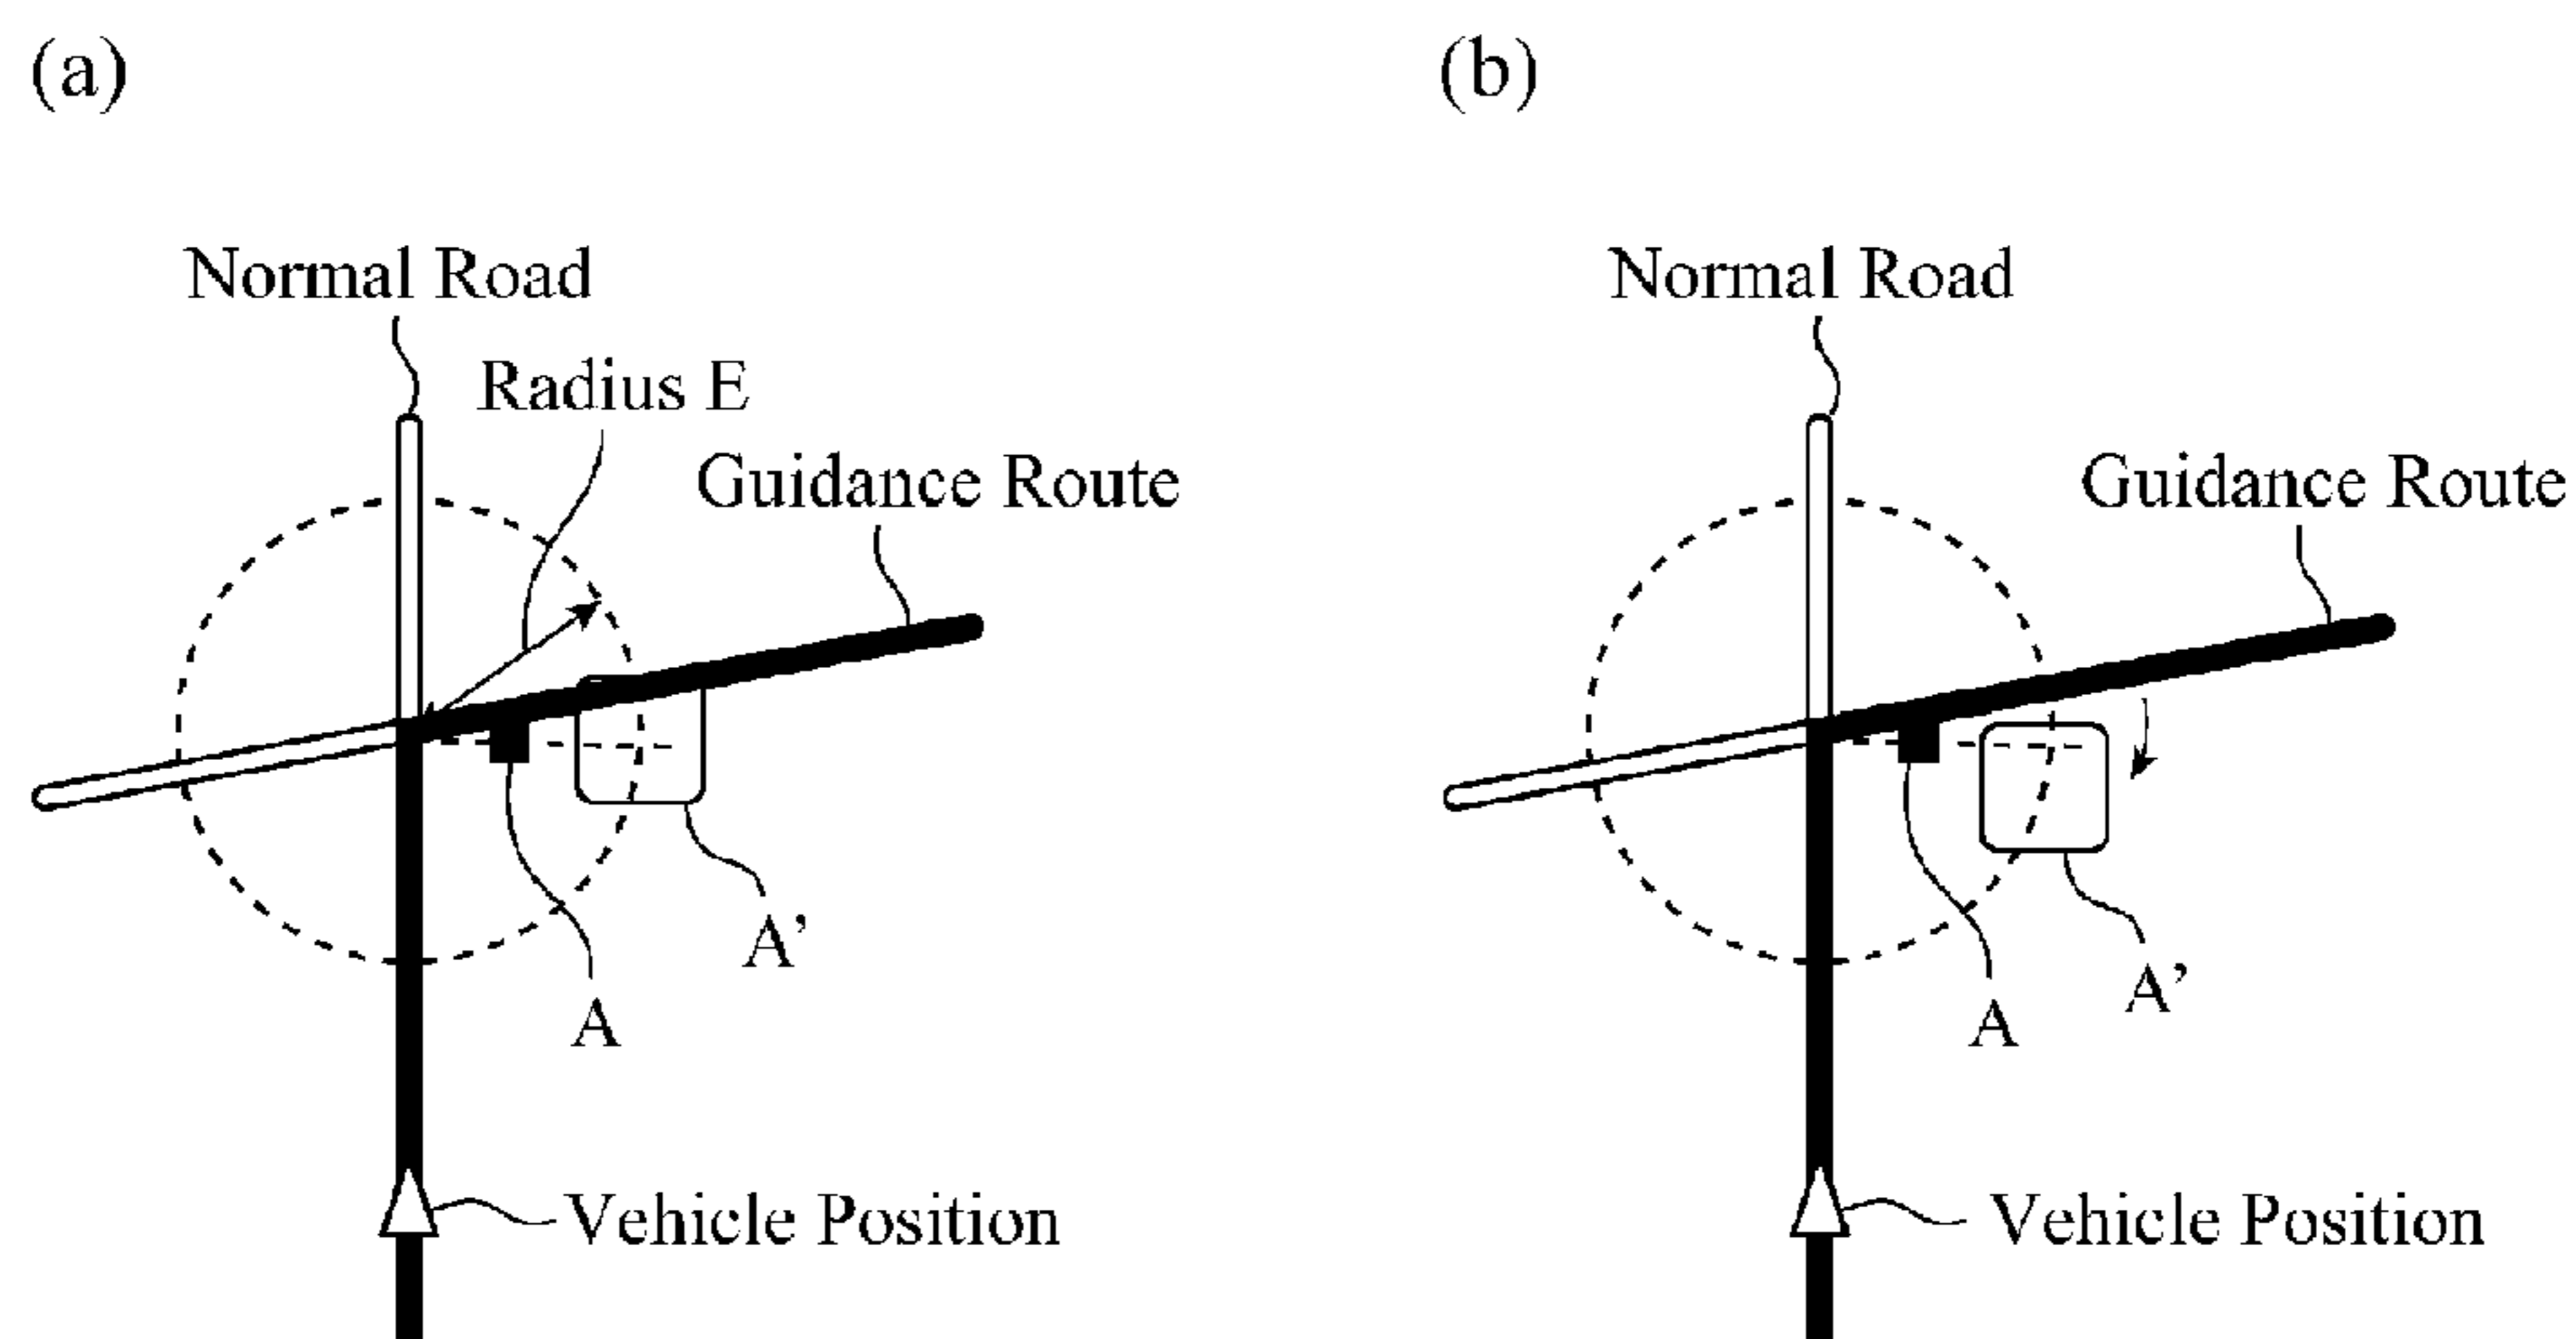 (a)
Normal Road
Radius E
Guidance Route
A’
A
Vehicle Position
(b)
Normal Road
Guidance Route
A’
A
Vehicle Position